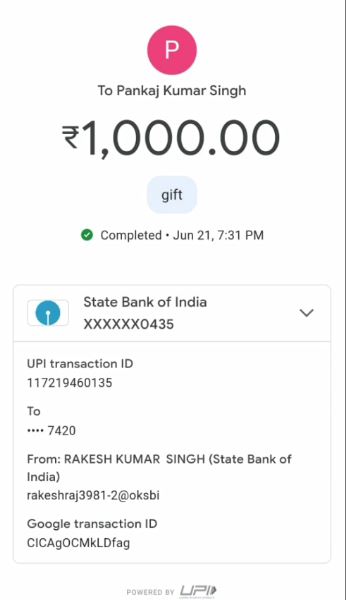 P
To Pankaj Kumar Singh
₹1,000.00
gift
Completed • Jun 21, 7:31 PM
State Bank of India
XXXXXX0435
UPI transaction ID
117219460135
To
•••• 7420
From: RAKESH KUMAR SINGH (State Bank of
India)
rakeshraj3981-2@oksbi
Google transaction ID
CICAgOCMkLDfag
POWERED BY UPI